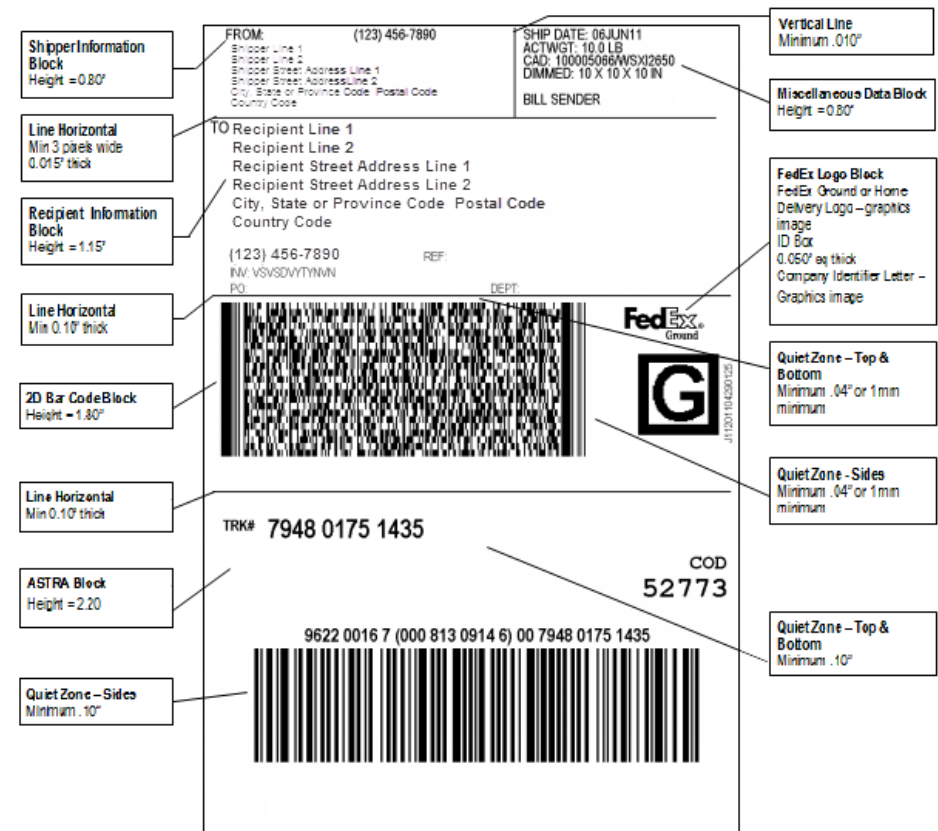 Shipper Information
Block
Height = 0.80"
Line Horizontal
Min 3 pixels wide
0.015" thick
Recipient Information
Block
Height = 1.15"
Line Horizontal
Min 0.10" thick
2D Bar Code Block
Height = 1.80"
Line Horizontal
Min 0.10" thick
ASTRA Block
Height = 2.20
Quiet Zone – Sides
Minimum .10"
FROM: (123) 456-7890
Shipper Line 1
Shipper Line 2
Shipper Street Address Line 1
Shipper Street AddressLine 2
City, State or Province Code Postal Code
Country Code
SHIP DATE: 06JUN11
ACTWGT: 10.0 LB
CAD: 100005066/WSXI2650
DIMMED: 10 X 10 X 10 IN
BILL SENDER
TO Recipient Line 1
Recipient Line 2
Recipient Street Address Line 1
Recipient Street Address Line 2
City, State or Province Code Postal Code
Country Code
(123) 456-7890 REF:
INV: VSVSDVYTYNVN
PO: DEPT:
FedEx®
Ground
G
J11201104290125
TRK# 7948 0175 1435
COD
52773
9622 0016 7 (000 813 0914 6) 00 7948 0175 1435
Vertical Line
Minimum .010"
Miscellaneous Data Block
Height = 0.80"
FedEx Logo Block
FedEx Ground or Home
Delivery Logo – graphics
image
ID Box
0.050" eq thick
Company Identifier Letter –
Graphics image
Quiet Zone – Top &
Bottom
Minimum .04" or 1mm
minimum
Quiet Zone - Sides
Minimum .04" or 1mm
minimum
Quiet Zone – Top &
Bottom
Minimum .10"